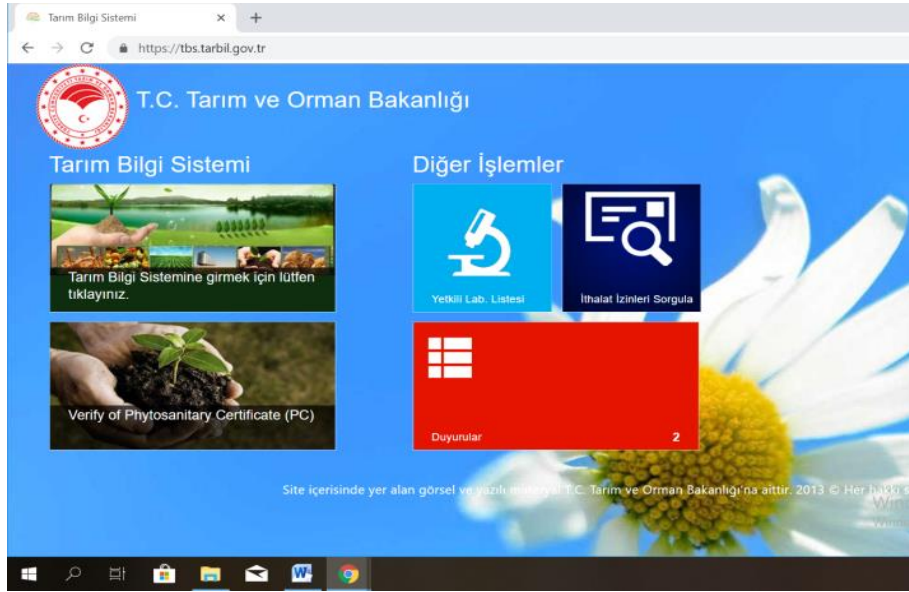 Tarım Bilgi Sistemi
https://tbs.tarbil.gov.tr
T.C. Tarım ve Orman Bakanlığı
Tarım Bilgi Sistemi
Tarım Bilgi Sistemine girmek için lütfen
tıklayınız.
Verify of Phytosanitary Certificate (PC)
Diğer İşlemler
Yetkili Lab. Listesi
İthalat İzinleri Sorgula
Duyurular 2
Site içerisinde yer alan görsel ve yazılı materyal T.C. Tarım ve Orman Bakanlığı'na aittir. 2013 © Her hakkı s